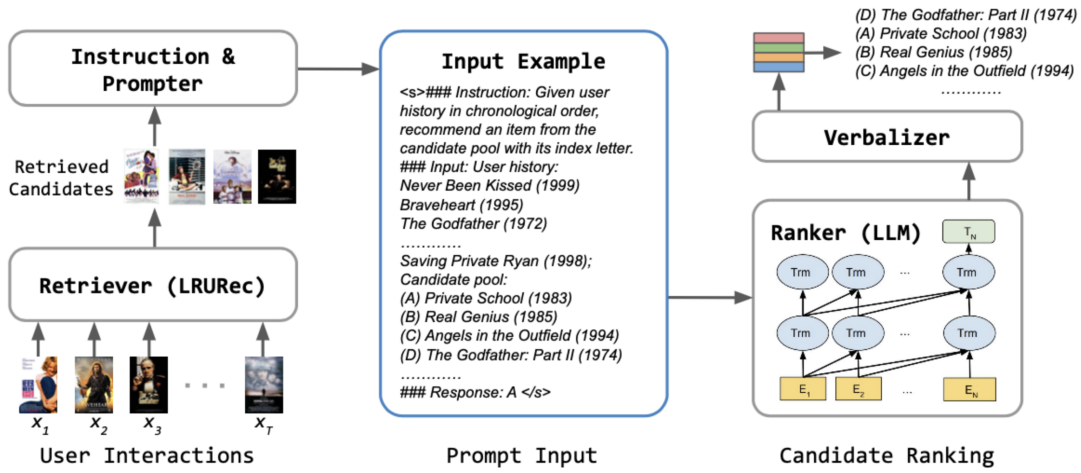 Instruction &
Prompter
Retrieved
Candidates
Retriever (LRURec)
...
x1
x2
x3
xT
User Interactions
Input Example
<s>### Instruction: Given user
history in chronological order,
recommend an item from the
candidate pool with its index letter.
### Input: User history:
Never Been Kissed (1999)
Braveheart (1995)
The Godfather (1972)
............
Saving Private Ryan (1998);
Candidate pool:
(A) Private School (1983)
(B) Real Genius (1985)
(C) Angels in the Outfield (1994)
(D) The Godfather: Part II (1974)
............
### Response: A </s>
Prompt Input
(D) The Godfather: Part II (1974)
(A) Private School (1983)
(B) Real Genius (1985)
(C) Angels in the Outfield (1994)
............
Verbalizer
Ranker (LLM)
TN
Trm Trm ... Trm
Trm Trm ... Trm
E1 E2 ... EN
Candidate Ranking